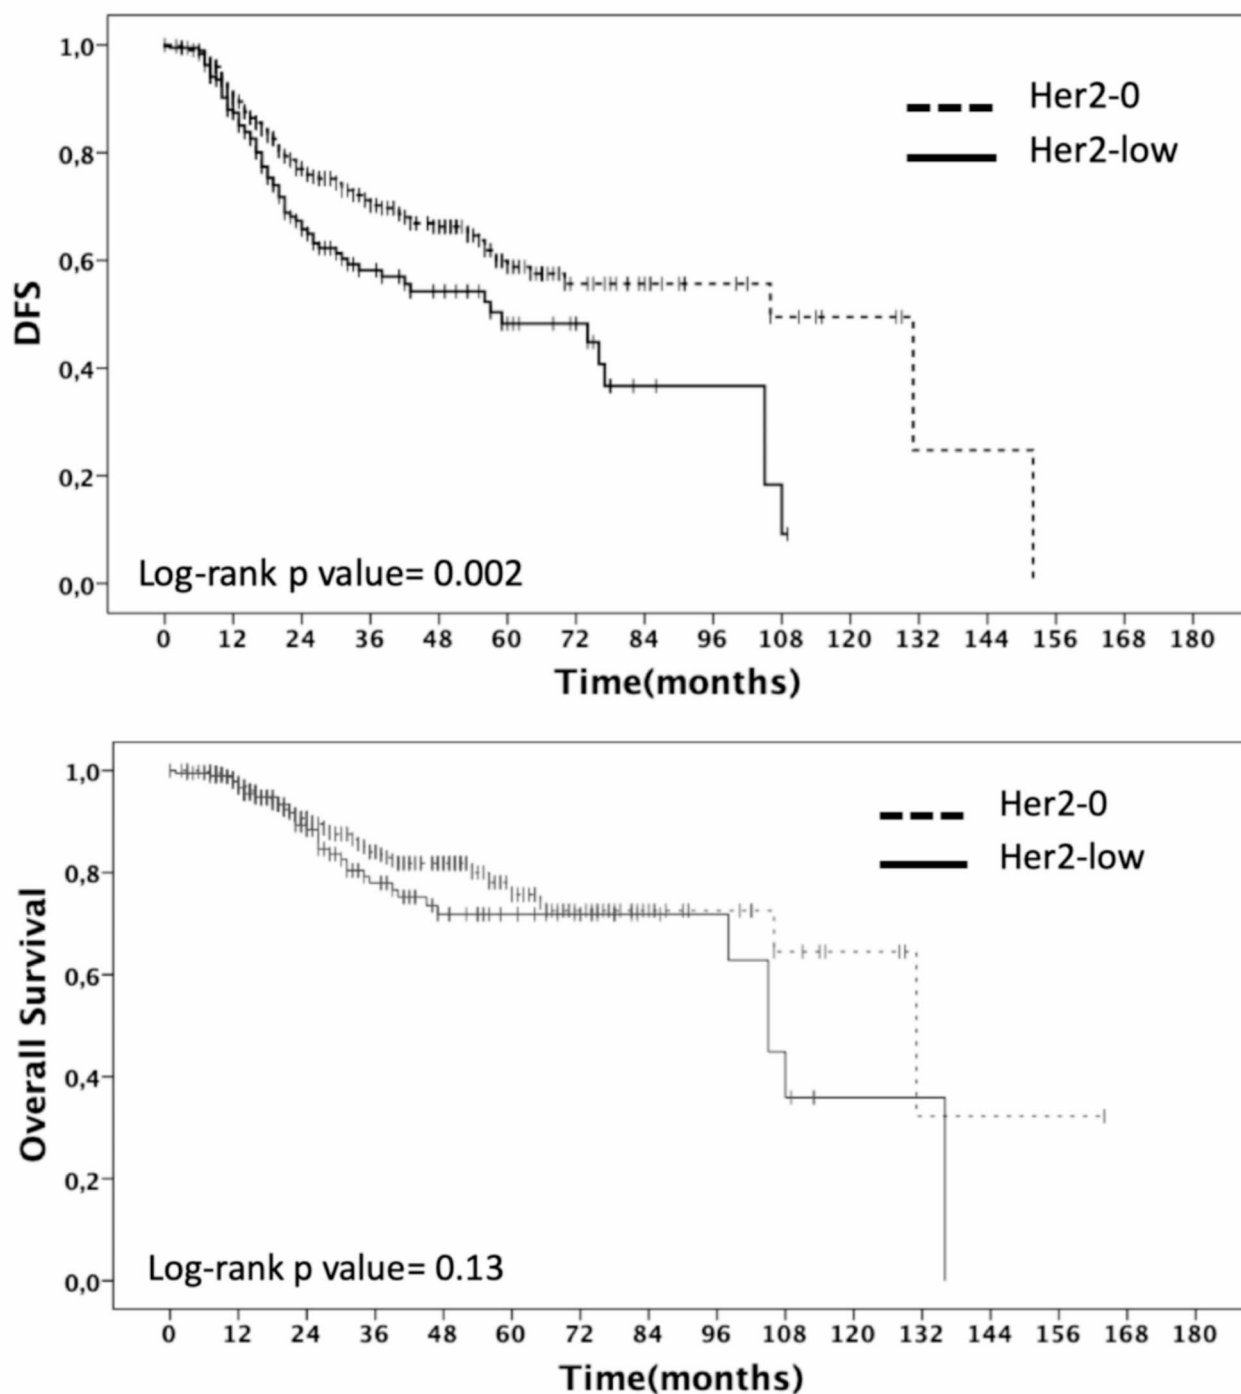 1,0
0,8
0,6
0,4
0,2
0,0
DFS
Her2-0
Her2-low
Log-rank p value= 0.002
0 12 24 36 48 60 72 84 96 108 120 132 144 156 168 180
Time(months)
1,0
0,8
0,6
0,4
0,2
0,0
Overall Survival
Her2-0
Her2-low
Log-rank p value= 0.13
0 12 24 36 48 60 72 84 96 108 120 132 144 156 168 180
Time(months)